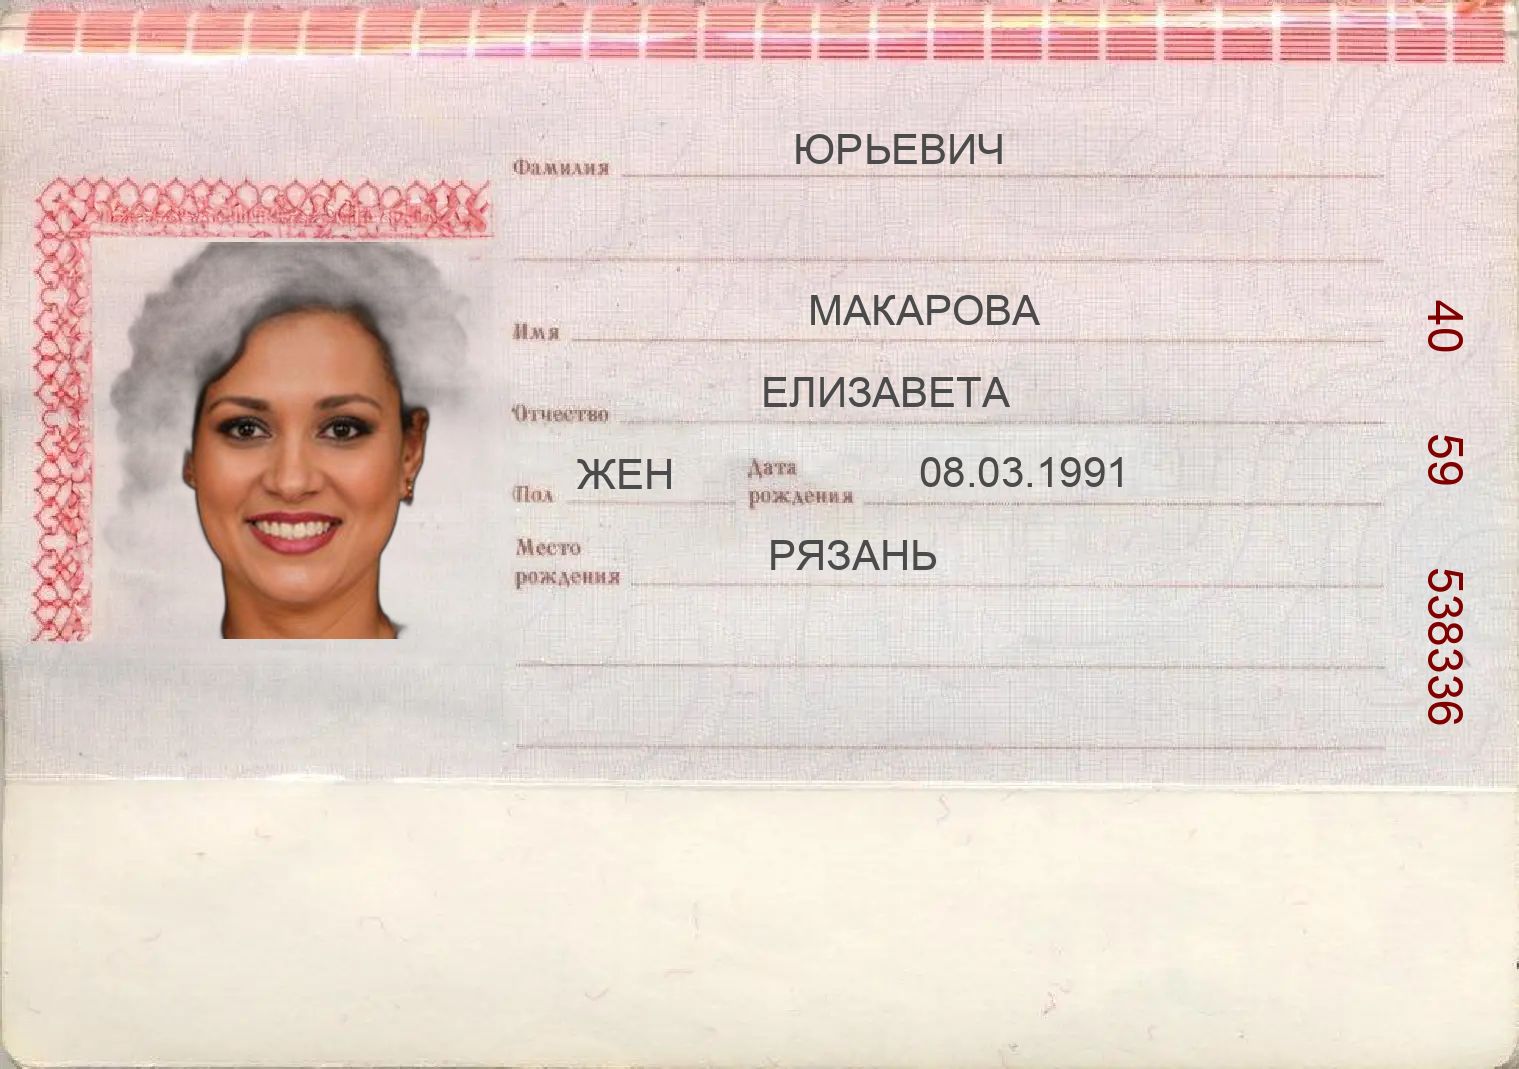 Фамилия ЮРЬЕВИЧ
Имя МАКАРОВА
Отчество ЕЛИЗАВЕТА
Пол ЖЕН Дата рождения 08.03.1991
Место рождения РЯЗАНЬ
40 59 538336